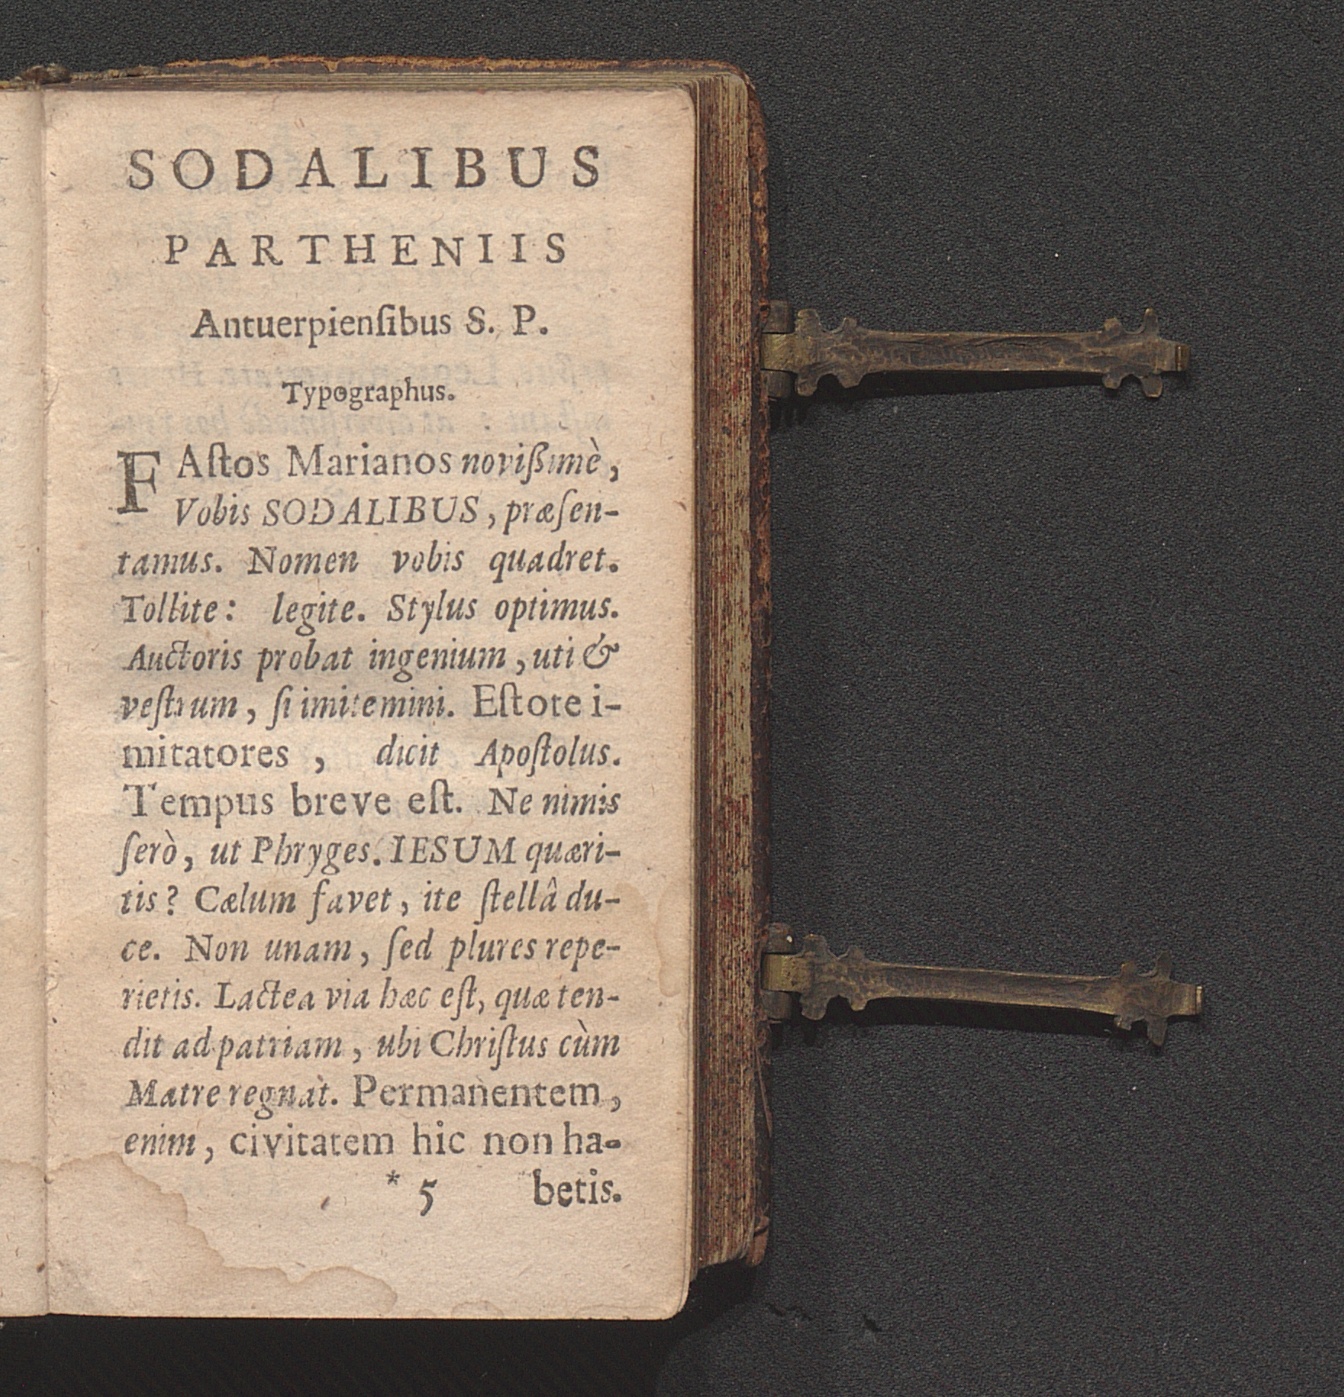 SODALIBUS
PARTHENIIS
Antuerpienſibus S. P.
Typographus.
FAſtos Marianos novißimè,
Vobis SODALIBUS, præſen-
tamus. Nomen vobis quadret.
Tollite: legite. Stylus optimus.
Auctoris probat ingenium, uti &
veſtrum, ſi imitemini. Eſtote i-
mitatores, dicit Apoſtolus.
Tempus breve eſt. Ne nimis
ſerò, ut Phryges. IESUM quæri-
tis? Cælum favet, ite ſtellâ du-
ce. Non unam, ſed plures repe-
rietis. Lactea via hæc eſt, quæ ten-
dit ad patriam, ubi Chriſtus cùm
Matre regnat. Permanentem,
enim, civitatem hic non ha-
* 5 betis.